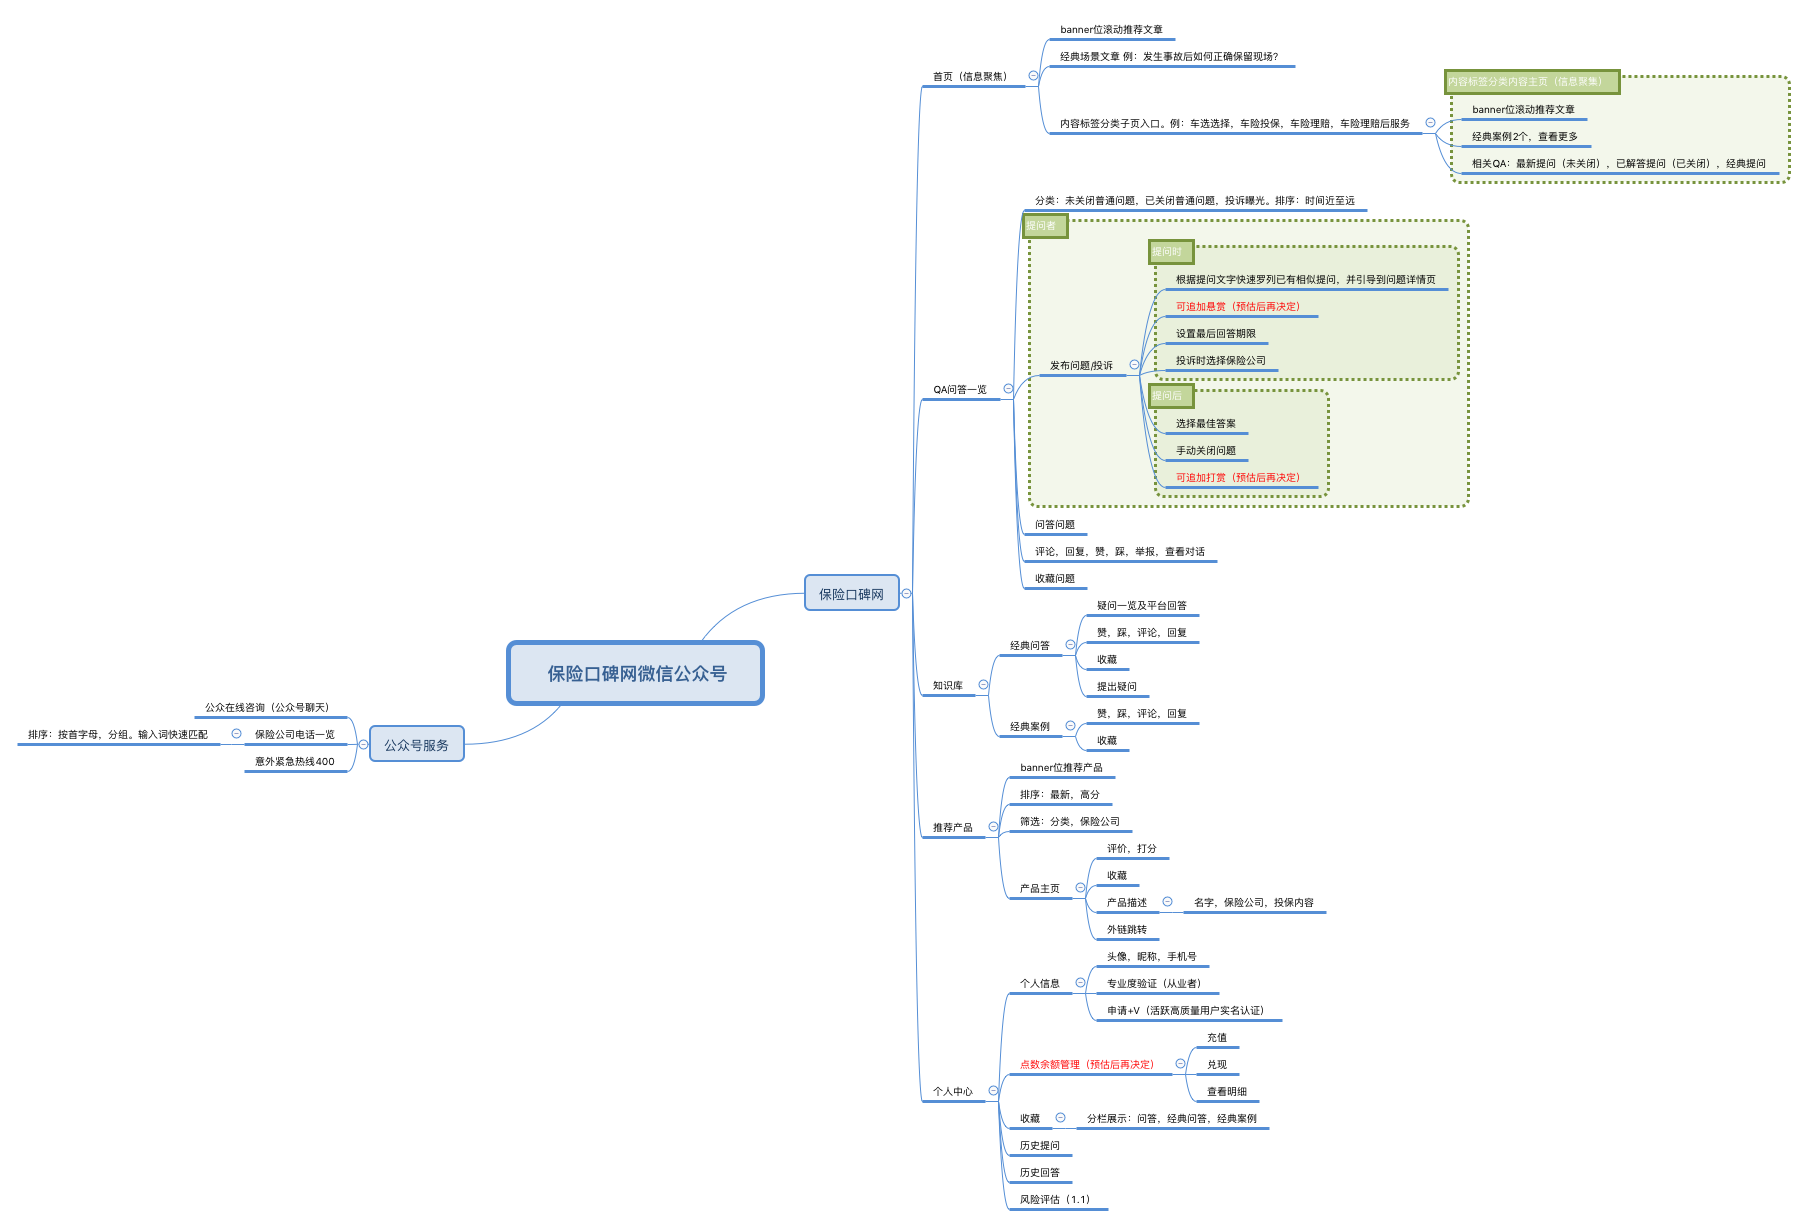 保险口碑网微信公众号
保险口碑网
首页（信息聚焦）
banner位滚动推荐文章
经典场景文章 例：发生事故后如何正确保留现场？
内容标签分类子页入口。例：车选选择，车险投保，车险理赔，车险理赔后服务
内容标签分类内容主页（信息聚集）
banner位滚动推荐文章
经典案例2个，查看更多
相关QA：最新提问（未关闭），已解答提问（已关闭），经典提问
QA问答一览
分类：未关闭普通问题，已关闭普通问题，投诉曝光。排序：时间近至远
提问者
发布问题/投诉
提问时
根据提问文字快速罗列已有相似提问，并引导到问题详情页
可追加悬赏（预估后再决定）
设置最后回答期限
投诉时选择保险公司
提问后
选择最佳答案
手动关闭问题
可追加打赏（预估后再决定）
问答问题
评论，回复，赞，踩，举报，查看对话
收藏问题
知识库
经典问答
疑问一览及平台回答
赞，踩，评论，回复
收藏
提出疑问
经典案例
赞，踩，评论，回复
收藏
推荐产品
banner位推荐产品
排序：最新，高分
筛选：分类，保险公司
产品主页
评价，打分
收藏
产品描述
名字，保险公司，投保内容
外链跳转
个人中心
个人信息
头像，昵称，手机号
专业度验证（从业者）
申请+V（活跃高质量用户实名认证）
点数余额管理（预估后再决定）
充值
兑现
查看明细
收藏
分栏展示：问答，经典问答，经典案例
历史提问
历史回答
风险评估（1.1）
公众号服务
公众在线咨询（公众号聊天）
保险公司电话一览
排序：按首字母，分组。输入词快速匹配
意外紧急热线400